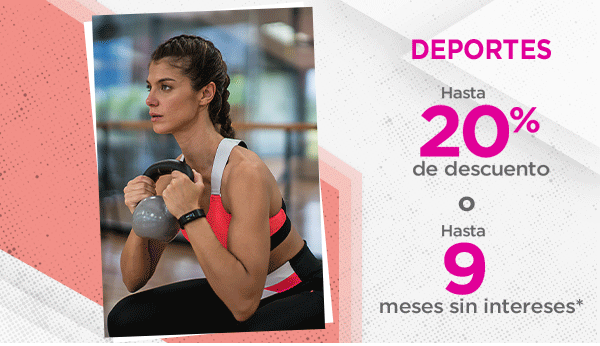 DEPORTES
Hasta
20%
de descuento
o
Hasta
9
meses sin intereses*